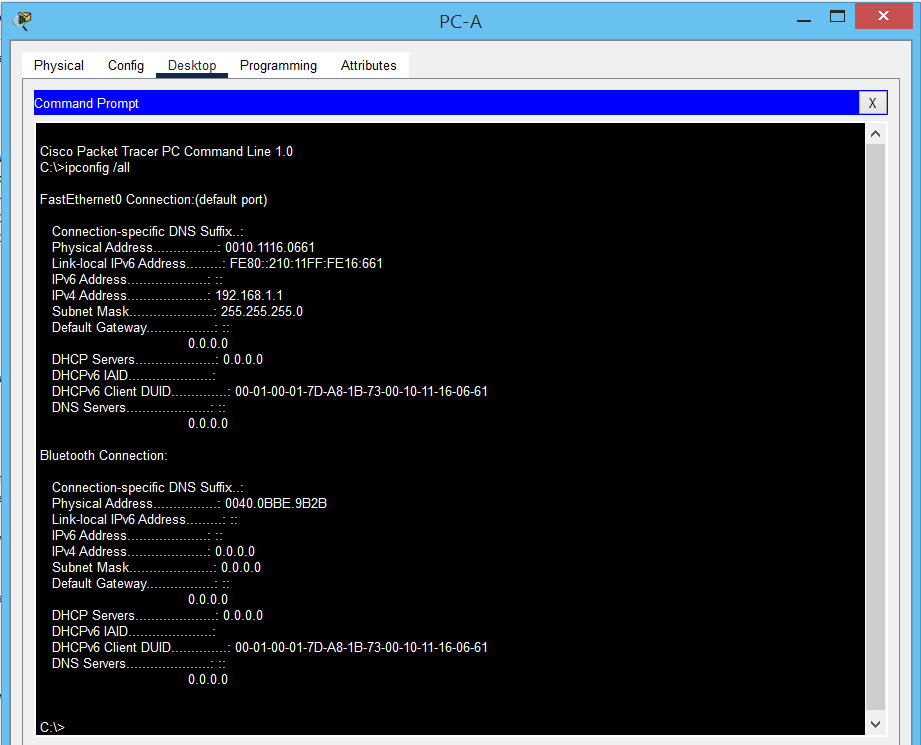 PC-A
Physical Config Desktop Programming Attributes
Command Prompt X
Cisco Packet Tracer PC Command Line 1.0
C:\>ipconfig /all
FastEthernet0 Connection:(default port)
Connection-specific DNS Suffix..:
Physical Address................: 0010.1116.0661
Link-local IPv6 Address.........: FE80::210:11FF:FE16:661
IPv6 Address....................: ::
IPv4 Address....................: 192.168.1.1
Subnet Mask.....................: 255.255.255.0
Default Gateway.................: ::
0.0.0.0
DHCP Servers....................: 0.0.0.0
DHCPv6 IAID.....................:
DHCPv6 Client DUID..............: 00-01-00-01-7D-A8-1B-73-00-10-11-16-06-61
DNS Servers.....................: ::
0.0.0.0
Bluetooth Connection:
Connection-specific DNS Suffix..:
Physical Address................: 0040.0BBE.9B2B
Link-local IPv6 Address.........: ::
IPv6 Address....................: ::
IPv4 Address....................: 0.0.0.0
Subnet Mask.....................: 0.0.0.0
Default Gateway.................: ::
0.0.0.0
DHCP Servers....................: 0.0.0.0
DHCPv6 IAID.....................:
DHCPv6 Client DUID..............: 00-01-00-01-7D-A8-1B-73-00-10-11-16-06-61
DNS Servers.....................: ::
0.0.0.0
C:\>